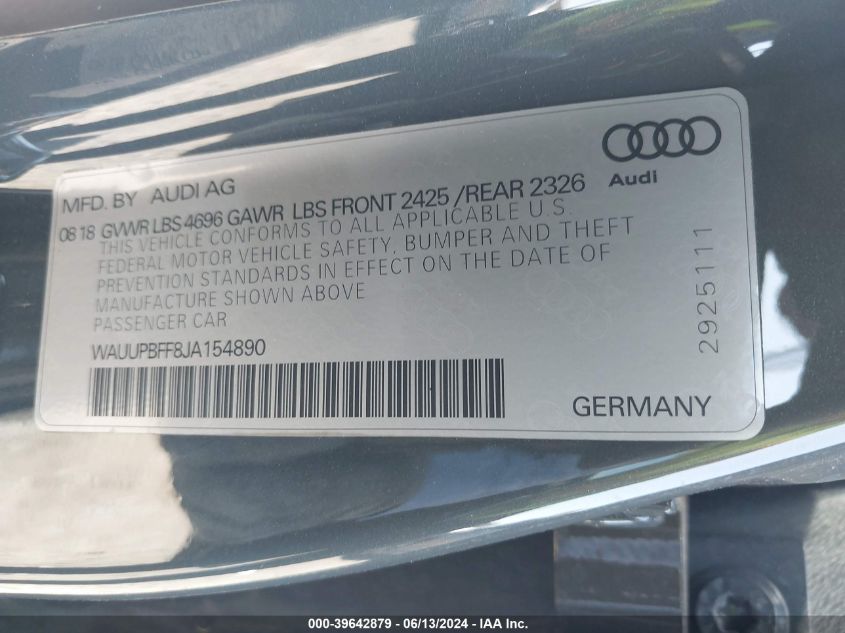 MFD. BY AUDI AG
08 18 GVWR LBS 4696 GAWR LBS FRONT 2425 /REAR 2326
THIS VEHICLE CONFORMS TO ALL APPLICABLE U.S.
FEDERAL MOTOR VEHICLE SAFETY, BUMPER AND THEFT
PREVENTION STANDARDS IN EFFECT ON THE DATE OF
MANUFACTURE SHOWN ABOVE
PASSENGER CAR
WAUUPBFF8JA154890
GERMANY
Audi
2925111
000-39642879 - 06/13/2024 - IAA Inc.